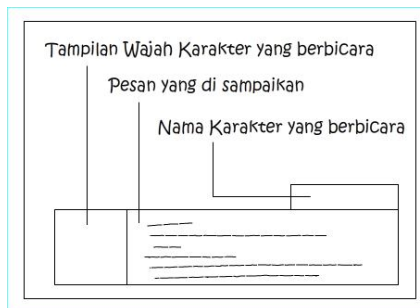 Tampilan Wajah Karakter yang berbicara
Pesan yang di sampaikan
Nama Karakter yang berbicara